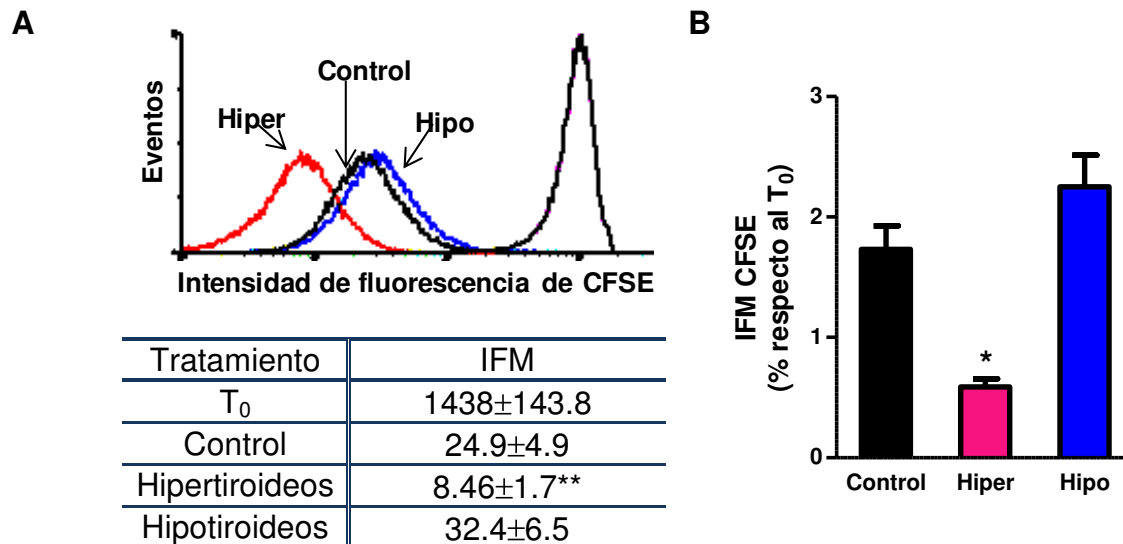 A
Eventos
Hiper
Control
Hipo
Intensidad de fluorescencia de CFSE
Tratamiento IFM
T₀ 1438±143.8
Control 24.9±4.9
Hipertiroideos 8.46±1.7**
Hipotiroideos 32.4±6.5
B
IFM CFSE
(% respecto al T₀)
3
2
1
0
*
Control Hiper Hipo